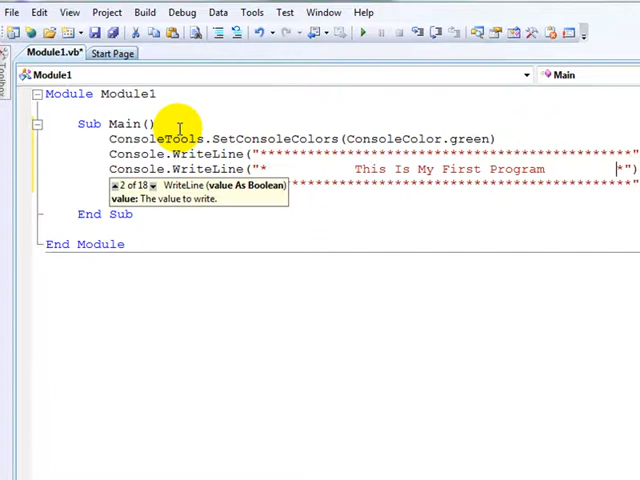 File Edit View Project Build Debug Data Tools Test Window Help
Module1.vb* Start Page
Toolbox
Module1 Main
Module Module1
Sub Main()
ConsoleTools.SetConsoleColors(ConsoleColor.green)
Console.WriteLine("***********************************************"
Console.WriteLine("* This Is My First Program *")
2 of 18 WriteLine (value As Boolean)
***********************************************"
value: The value to write.
End Sub
End Module